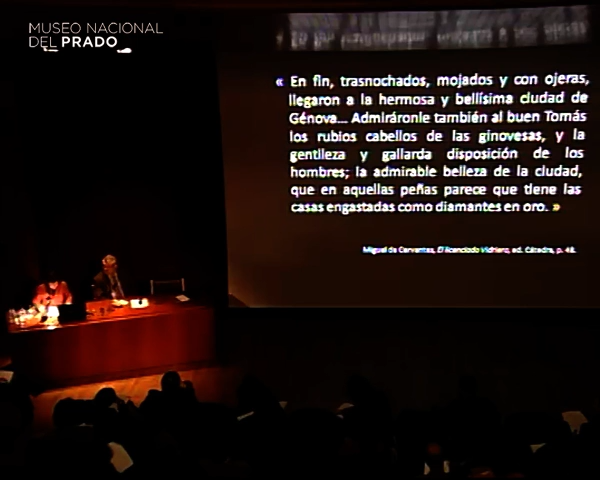 MUSEO NACIONAL
DEL PRADO
« En fin, trasnochados, mojados y con ojeras,
llegaron a la hermosa y bellísima ciudad de
Génova... Admiráronle también al buen Tomás
los rubios cabellos de las ginovesas, y la
gentileza y gallarda disposición de los
hombres; la admirable belleza de la ciudad,
que en aquellas peñas parece que tiene las
casas engastadas como diamantes en oro. »
Miguel de Cervantes, El licenciado Vidriera, ed. Cátedra, p. 48.